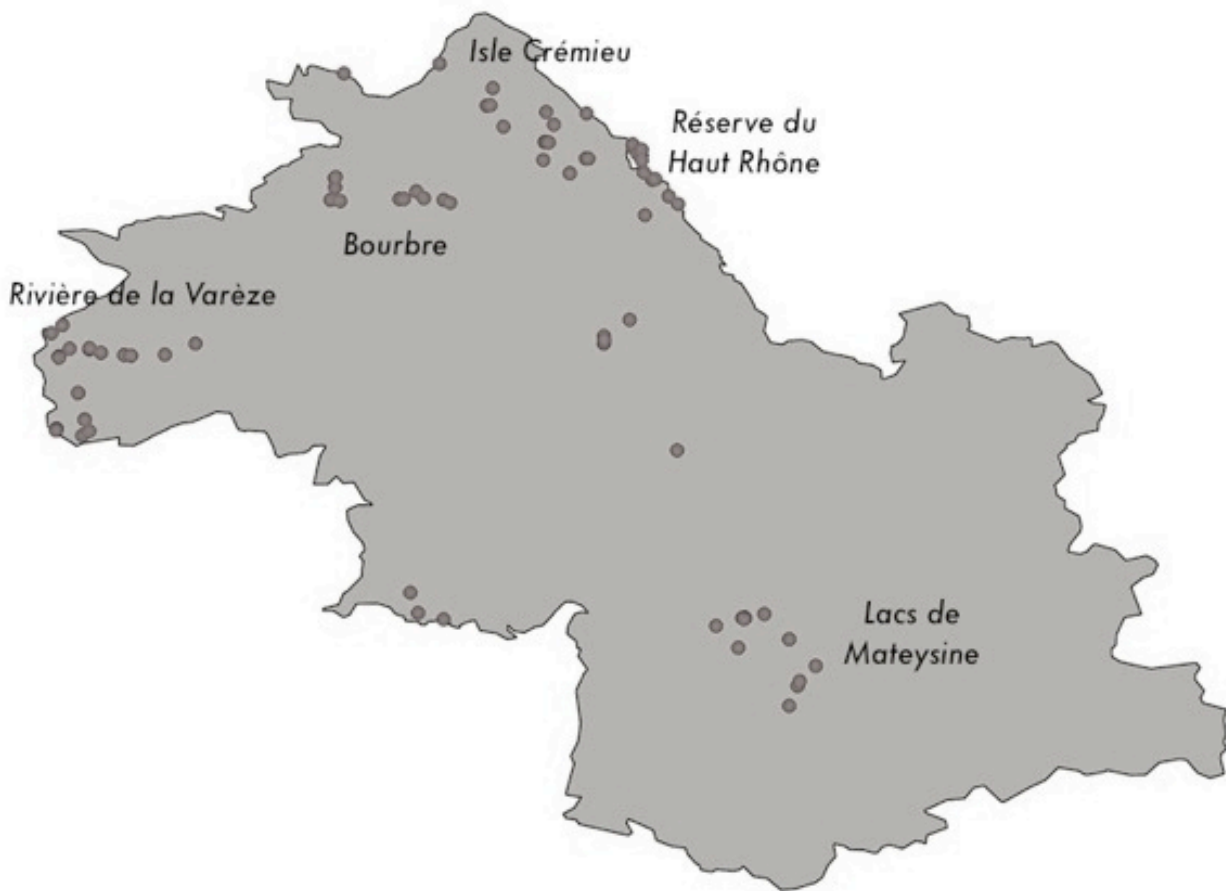 Isle Crémieu
Réserve du
Haut Rhône
Bourbre
Rivière de la Varèze
Lacs de
Mateysine